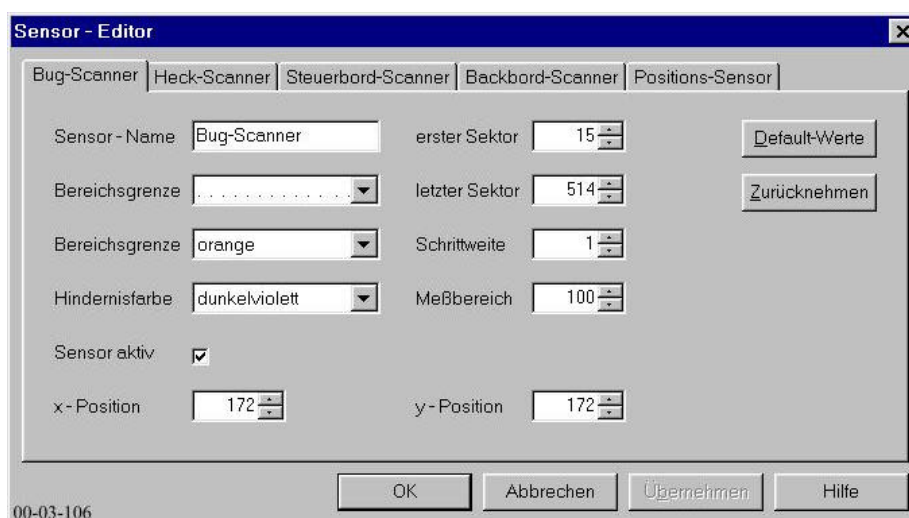 Sensor - Editor
Bug-Scanner Heck-Scanner Steuerbord-Scanner Backbord-Scanner Positions-Sensor
Sensor - Name Bug-Scanner erster Sektor 15 Default-Werte
Bereichsgrenze . . . . . . . . . . . . . letzter Sektor 514 Zurücknehmen
Bereichsgrenze orange Schrittweite 1
Hindernisfarbe dunkelviolett Meßbereich 100
Sensor aktiv
x - Position 172 y - Position 172
OK Abbrechen Übernehmen Hilfe
00-03-106